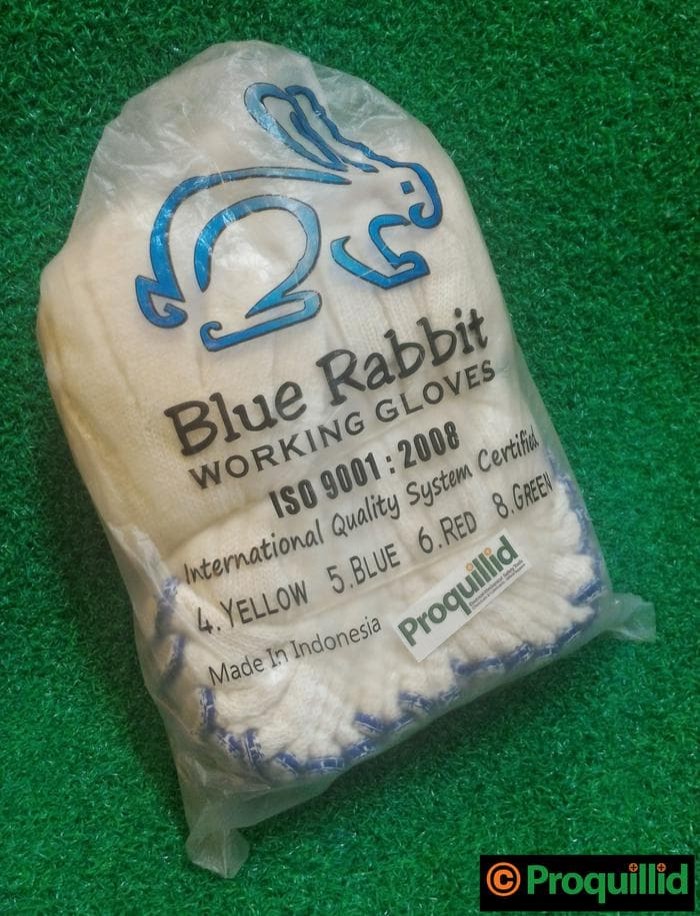 Blue Rabbit
WORKING GLOVES
ISO 9001 : 2008
International Quality System Certified
4.YELLOW 5.BLUE 6.RED 8.GREEN
Made In Indonesia
Proquillid
© Proquillid